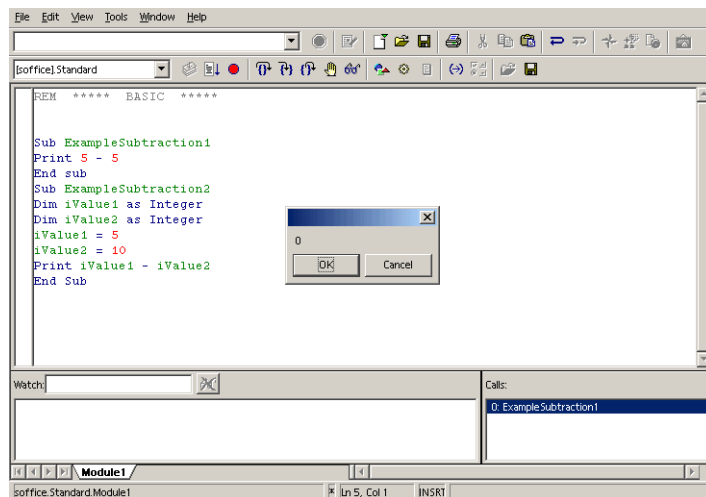 File Edit View Tools Window Help
[soffice].Standard
REM ***** BASIC *****
Sub ExampleSubtraction1
Print 5 - 5
End sub
Sub ExampleSubtraction2
Dim iValue1 as Integer
Dim iValue2 as Integer
iValue1 = 5
iValue2 = 10
Print iValue1 - iValue2
End Sub
0
OK Cancel
Watch:
Calls:
0: ExampleSubtraction1
Module1
soffice.Standard.Module1 * Ln 5, Col 1 INSRT